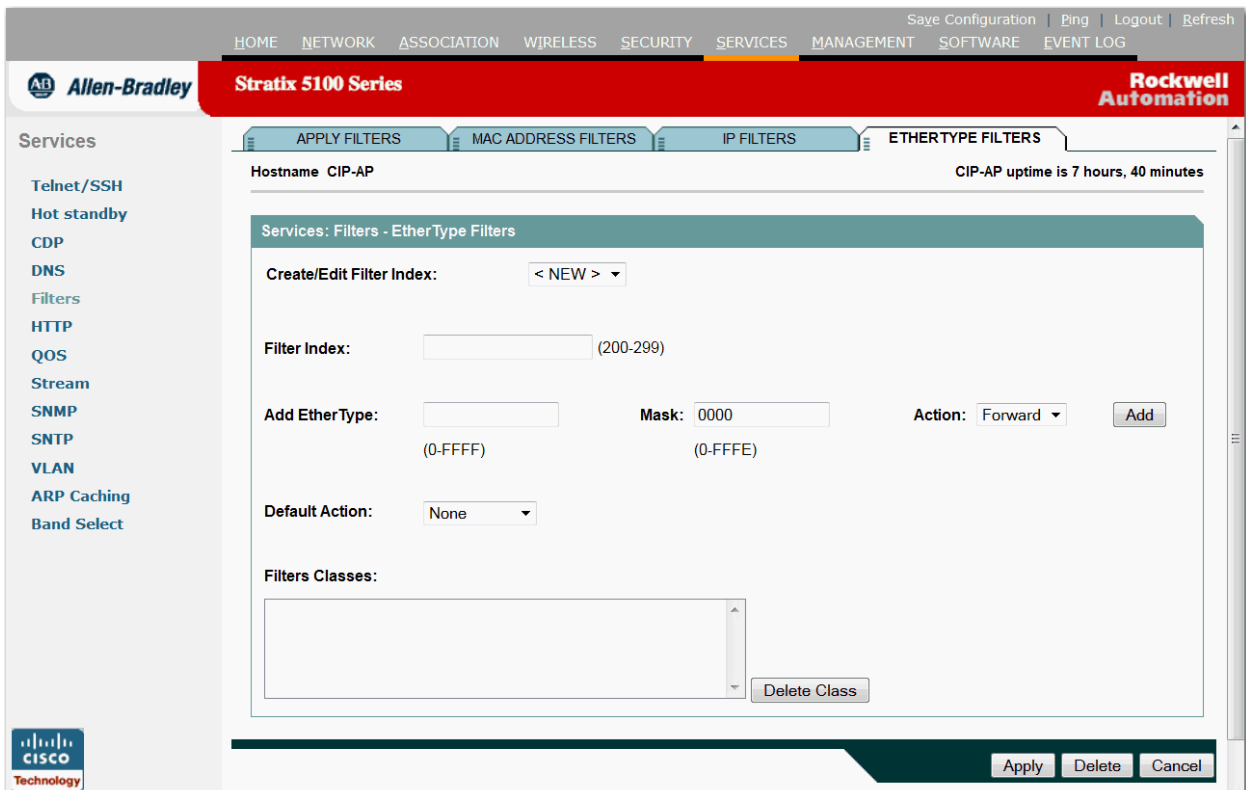 Save Configuration | Ping | Logout | Refresh
HOME NETWORK ASSOCIATION WIRELESS SECURITY SERVICES MANAGEMENT SOFTWARE EVENT LOG
AB Allen-Bradley
Stratix 5100 Series
Rockwell
Automation
Services
Telnet/SSH
Hot standby
CDP
DNS
Filters
HTTP
QOS
Stream
SNMP
SNTP
VLAN
ARP Caching
Band Select
APPLY FILTERS MAC ADDRESS FILTERS IP FILTERS ETHERTYPE FILTERS
Hostname CIP-AP
CIP-AP uptime is 7 hours, 40 minutes
Services: Filters - EtherType Filters
Create/Edit Filter Index: < NEW >
Filter Index: (200-299)
Add EtherType: Mask: 0000 Action: Forward Add
(0-FFFF) (0-FFFE)
Default Action: None
Filters Classes:
Delete Class
CISCO
Technology
Apply Delete Cancel